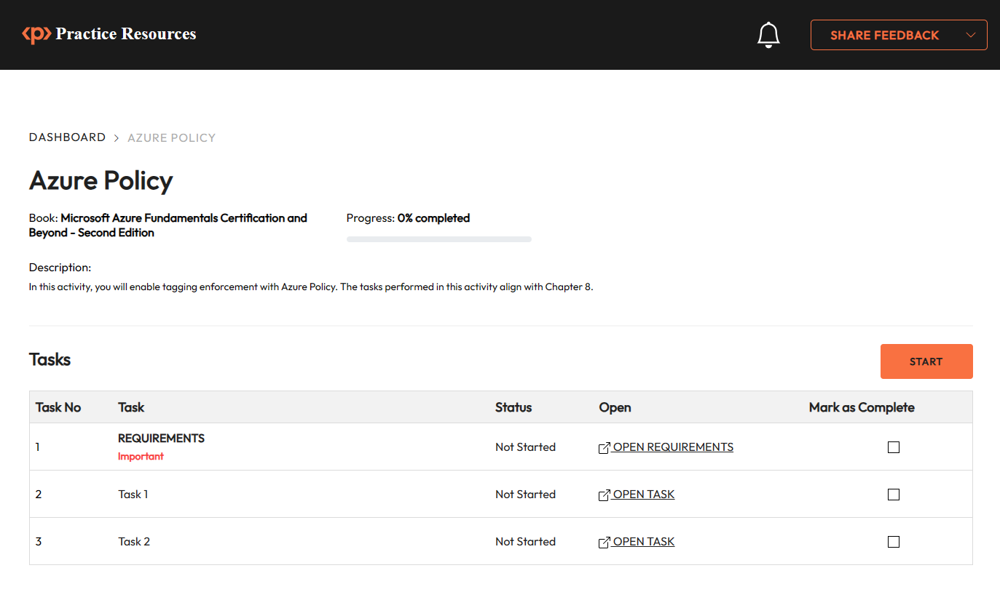 <p> Practice Resources
SHARE FEEDBACK
DASHBOARD > AZURE POLICY
Azure Policy
Book: Microsoft Azure Fundamentals Certification and
Beyond - Second Edition
Progress: 0% completed
Description:
In this activity, you will enable tagging enforcement with Azure Policy. The tasks performed in this activity align with Chapter 8.
Tasks
START
Task No Task Status Open Mark as Complete
1 REQUIREMENTS Not Started OPEN REQUIREMENTS
Important
2 Task 1 Not Started OPEN TASK
3 Task 2 Not Started OPEN TASK